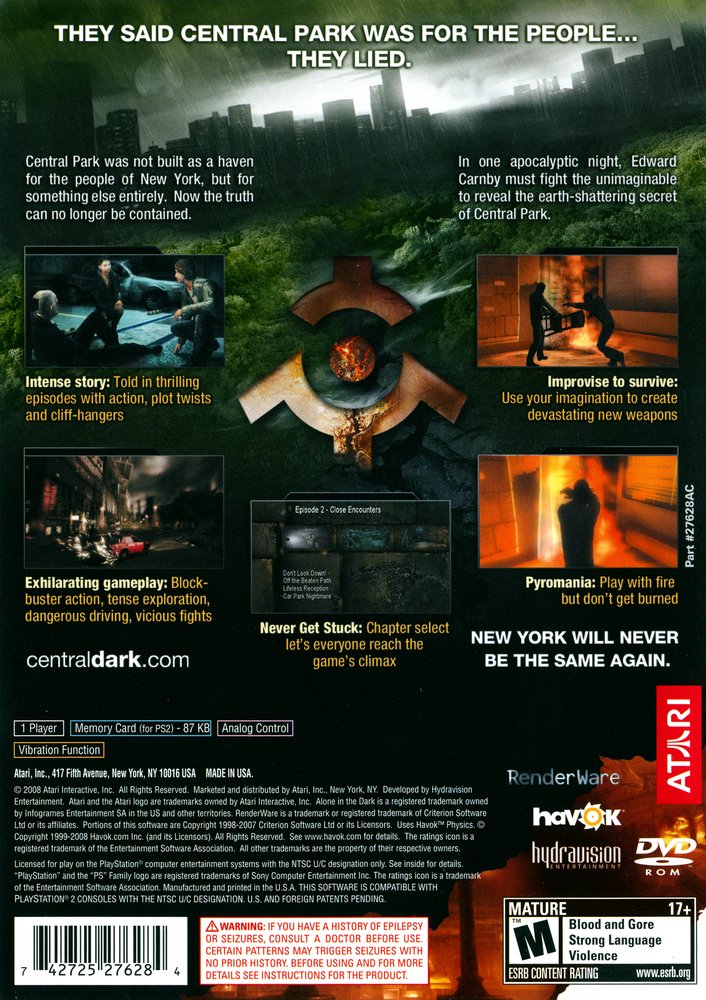 THEY SAID CENTRAL PARK WAS FOR THE PEOPLE...
THEY LIED.
Central Park was not built as a haven
for the people of New York, but for
something else entirely. Now the truth
can no longer be contained.
In one apocalyptic night, Edward
Carnby must fight the unimaginable
to reveal the earth-shattering secret
of Central Park.
Intense story: Told in thrilling
episodes with action, plot twists
and cliff-hangers
Improvise to survive:
Use your imagination to create
devastating new weapons
Episode 2 - Close Encounters
Don't Look Down! -
Off the Beaten Path
Lifeless Reception
Car Park Nightmare
Exhilarating gameplay: Block-
buster action, tense exploration,
dangerous driving, vicious fights
Never Get Stuck: Chapter select
let's everyone reach the
game's climax
Pyromania: Play with fire
but don't get burned
Part #27628AC
centraldark.com
NEW YORK WILL NEVER
BE THE SAME AGAIN.
1 Player
Memory Card (for PS2) - 87 KB
Analog Control
Vibration Function
ATARI
Atari, Inc., 417 Fifth Avenue, New York, NY 10016 USA MADE IN USA.
© 2008 Atari Interactive, Inc. All Rights Reserved. Marketed and distributed by Atari, Inc., New York, NY. Developed by Hydravision
Entertainment. Atari and the Atari logo are trademarks owned by Atari Interactive, Inc. Alone in the Dark is a registered trademark owned
by Infogrames Entertainment SA in the US and other territories. RenderWare is a trademark or registered trademark of Criterion Software
Ltd or its affiliates. Portions of this software are Copyright 1998-2007 Criterion Software Ltd or its Licensors. Uses Havok™ Physics. ©
Copyright 1999-2008 Havok.com Inc. (and its Licensors). All Rights Reserved. See www.havok.com for details. The ratings icon is a
registered trademark of the Entertainment Software Association. All other trademarks are the property of their respective owners.
Licensed for play on the PlayStation® computer entertainment systems with the NTSC U/C designation only. See inside for details.
"PlayStation" and the "PS" Family logo are registered trademarks of Sony Computer Entertainment Inc. The ratings icon is a trademark
of the Entertainment Software Association. Manufactured and printed in the U.S.A. THIS SOFTWARE IS COMPATIBLE WITH
PLAYSTATION® 2 CONSOLES WITH THE NTSC U/C DESIGNATION. U.S. AND FOREIGN PATENTS PENDING.
RenderWare
havok™
hydravision
ENTERTAINMENT
DVD
ROM
7 42725 27628 4
WARNING: IF YOU HAVE A HISTORY OF EPILEPSY
OR SEIZURES, CONSULT A DOCTOR BEFORE USE.
CERTAIN PATTERNS MAY TRIGGER SEIZURES WITH
NO PRIOR HISTORY. BEFORE USING AND FOR MORE
DETAILS SEE INSTRUCTIONS FOR THE PRODUCT.
MATURE 17+
M™
Blood and Gore
Strong Language
Violence
ESRB CONTENT RATING www.esrb.org